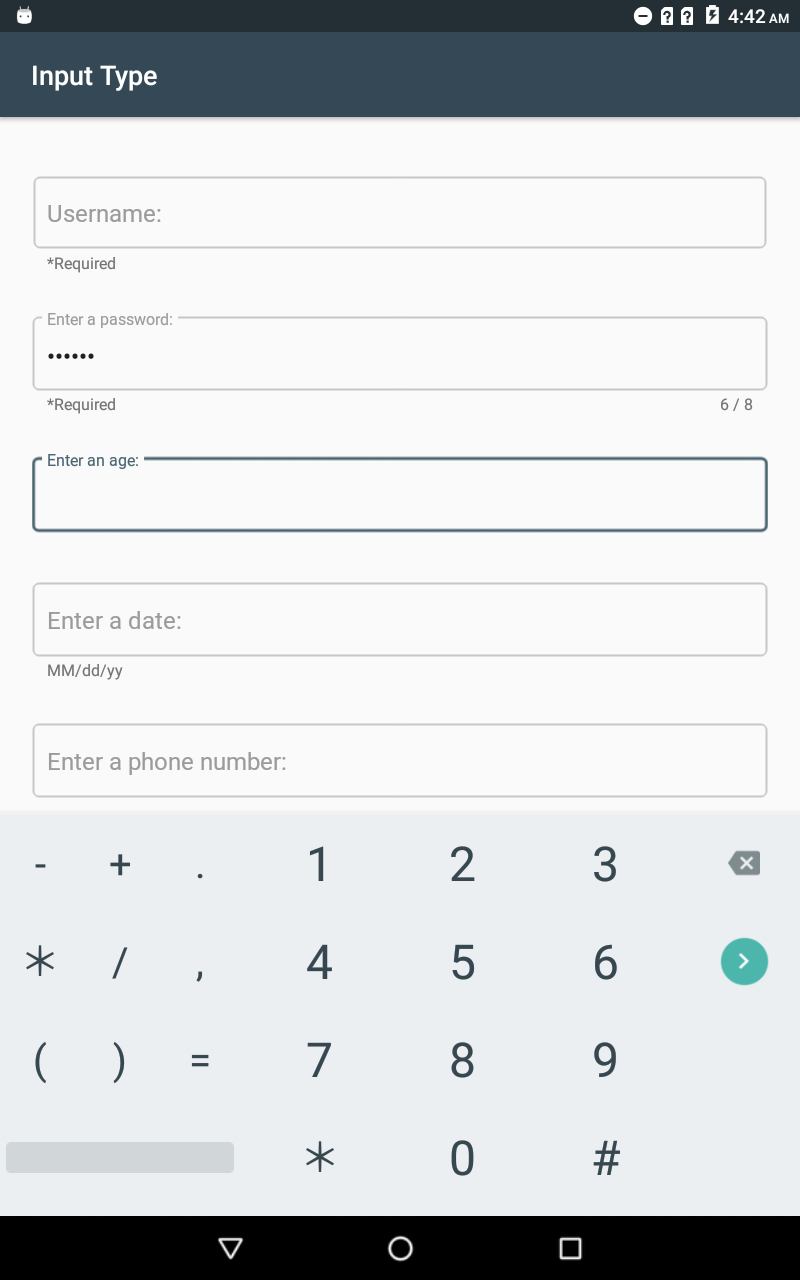 4:42 AM
Input Type
Username:
*Required
Enter a password:
••••••
*Required 6 / 8
Enter an age:
Enter a date:
MM/dd/yy
Enter a phone number:
- + . 1 2 3
* / , 4 5 6
( ) = 7 8 9
* 0 #